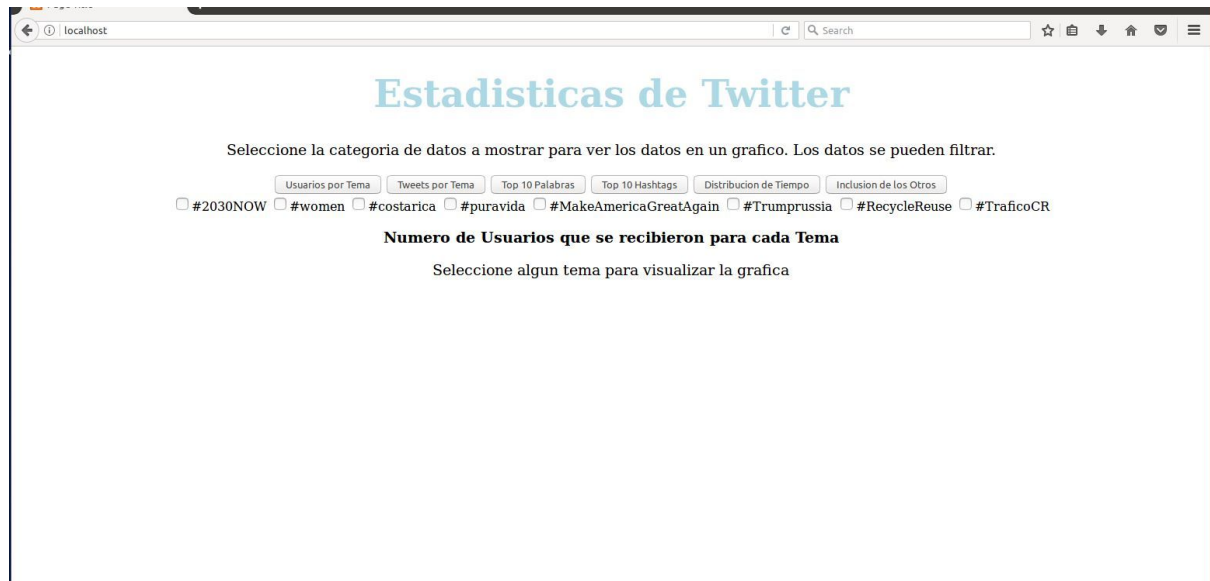 localhost
Search
Estadisticas de Twitter
Seleccione la categoria de datos a mostrar para ver los datos en un grafico. Los datos se pueden filtrar.
Usuarios por Tema Tweets por Tema Top 10 Palabras Top 10 Hashtags Distribucion de Tiempo Inclusion de los Otros
#2030NOW #women #costarica #puravida #MakeAmericaGreatAgain #Trumprussia #RecycleReuse #TraficoCR
Numero de Usuarios que se recibieron para cada Tema
Seleccione algun tema para visualizar la grafica